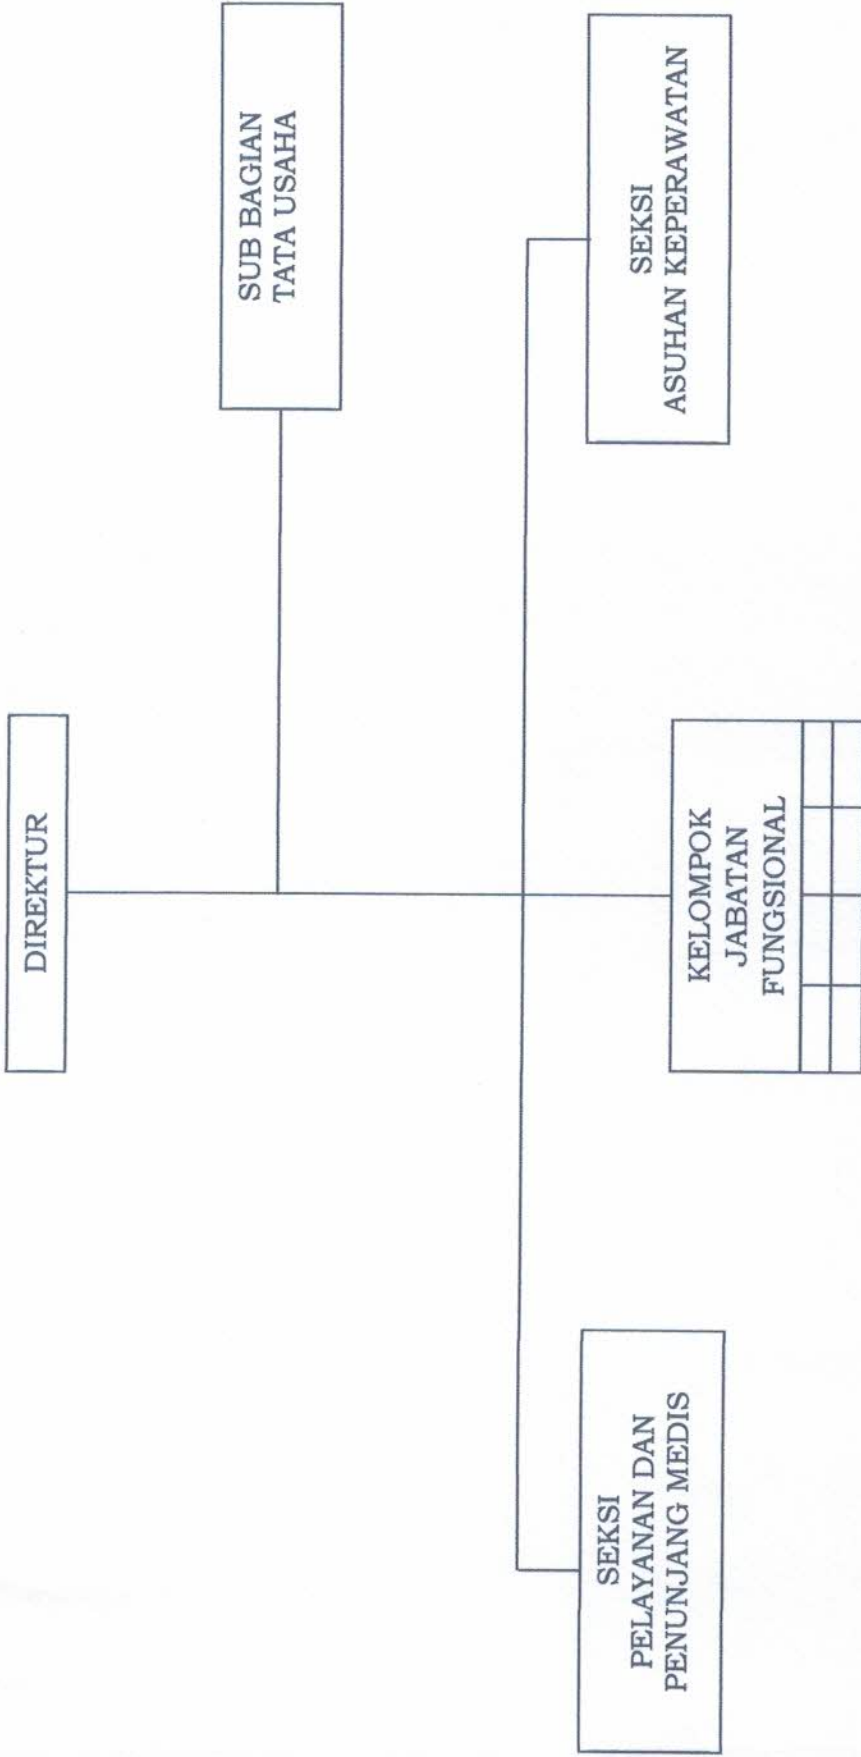 DIREKTUR
SUB BAGIAN
TATA USAHA
SEKSI
PELAYANAN DAN
PENUNJANG MEDIS
KELOMPOK
JABATAN
FUNGSIONAL
SEKSI
ASUHAN KEPERAWATAN